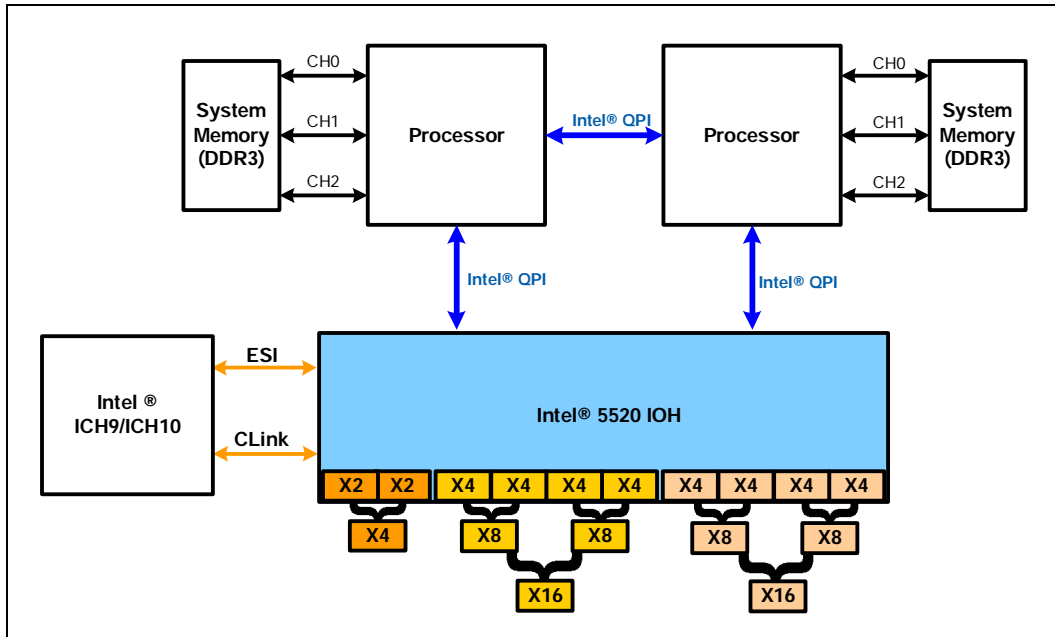 CH0
CH1
CH2
System
Memory
(DDR3)
Processor
Intel® QPI
Processor
CH0
CH1
CH2
System
Memory
(DDR3)
Intel® QPI
Intel® QPI
Intel ®
ICH9/ICH10
ESI
CLink
Intel® 5520 IOH
X2 X2 X4 X4 X4 X4 X4 X4 X4 X4
X4 X8 X8 X8 X8
X16 X16